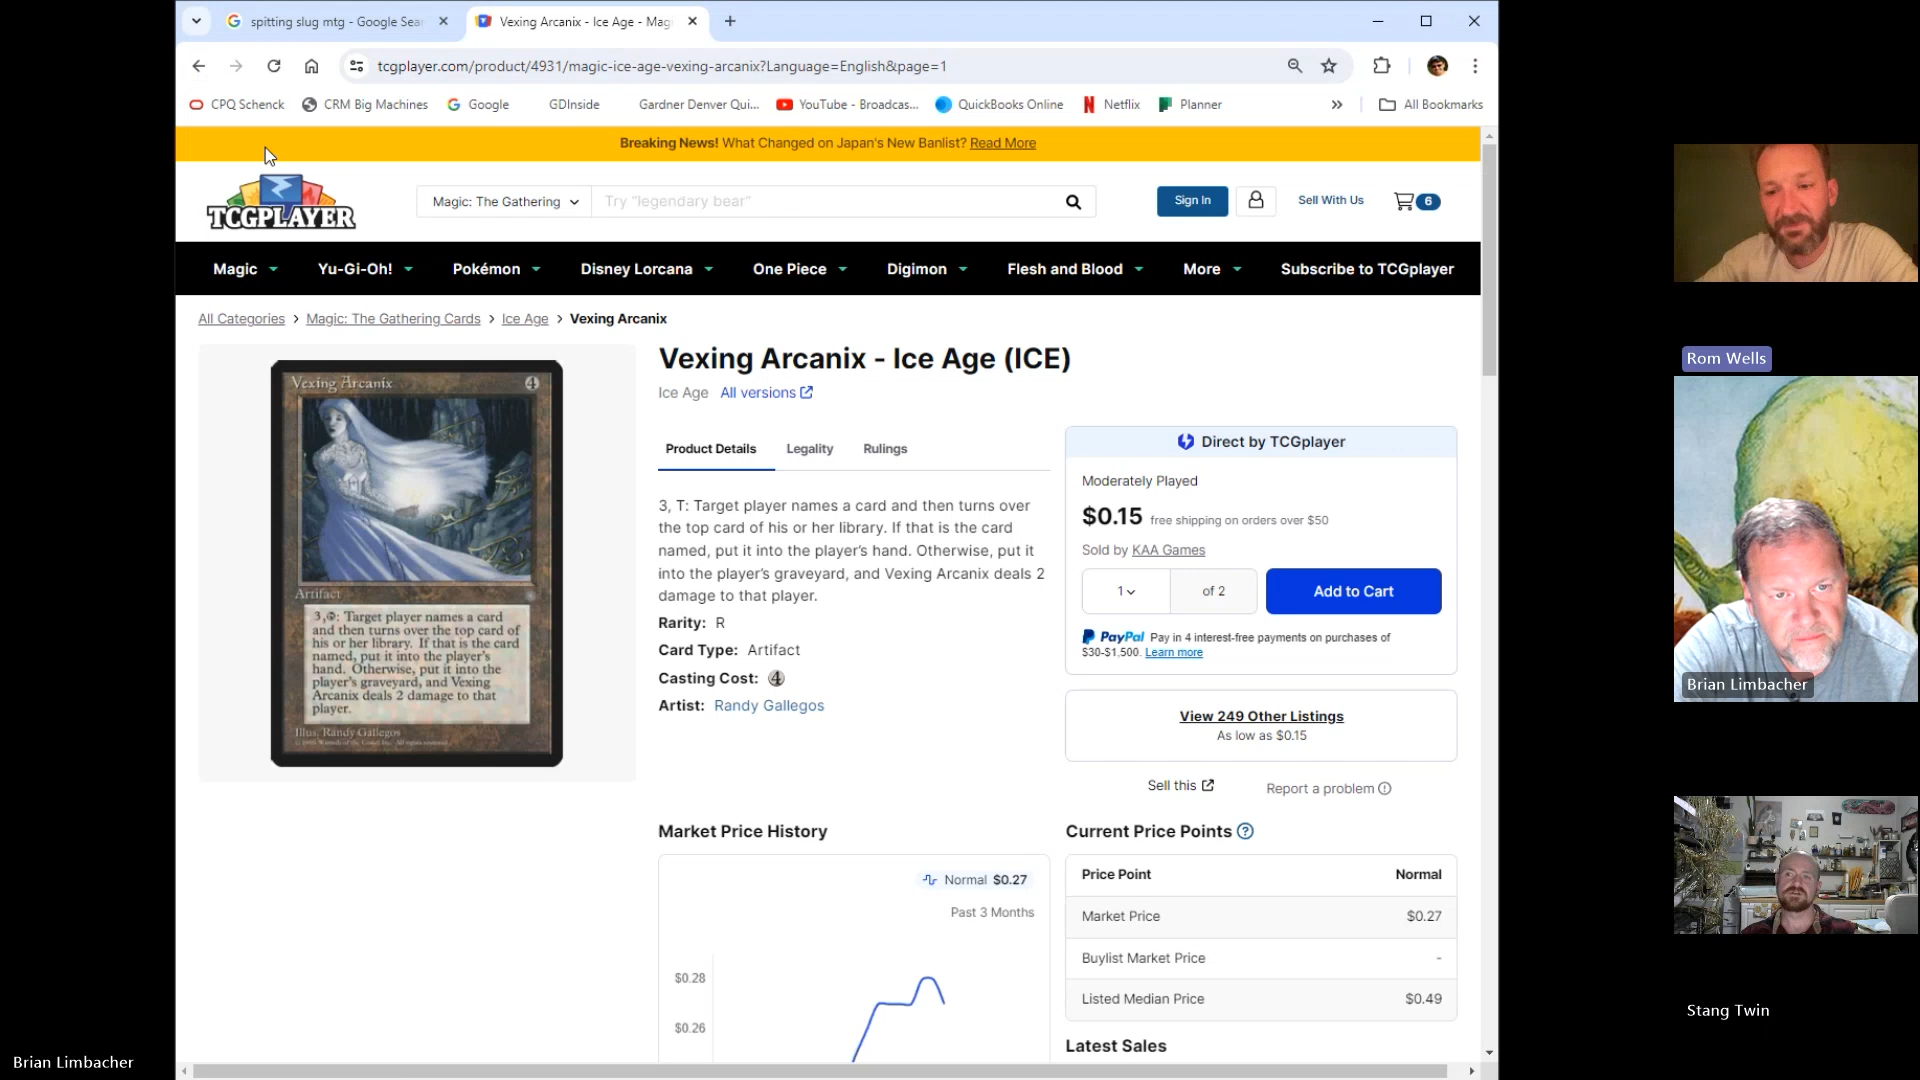 spitting slug mtg - Google Sear
Vexing Arcanix - Ice Age - Mag
tcgplayer.com/product/4931/magic-ice-age-vexing-arcanix?Language=English&page=1
CPQ Schenck
CRM Big Machines
Google
GDInside
Gardner Denver Qui...
YouTube - Broadcas...
QuickBooks Online
Netflix
Planner
All Bookmarks
Breaking News! What Changed on Japan's New Banlist? Read More
TCGPLAYER
Magic: The Gathering
Try "legendary bear"
Sign In
Sell With Us
6
Magic
Yu-Gi-Oh!
Pokémon
Disney Lorcana
One Piece
Digimon
Flesh and Blood
More
Subscribe to TCGplayer
All Categories > Magic: The Gathering Cards > Ice Age > Vexing Arcanix
Vexing Arcanix
4
Artifact
3,T: Target player names a card
and then turns over the top card of
his or her library. If that is the card
named, put it into the player's
hand. Otherwise, put it into the
player's graveyard, and Vexing
Arcanix deals 2 damage to that
player.
Illus. Randy Gallegos
Vexing Arcanix - Ice Age (ICE)
Ice Age All versions
Product Details
Legality
Rulings
3, T: Target player names a card and then turns over
the top card of his or her library. If that is the card
named, put it into the player's hand. Otherwise, put it
into the player's graveyard, and Vexing Arcanix deals 2
damage to that player.
Rarity: R
Card Type: Artifact
Casting Cost: 4
Artist: Randy Gallegos
Direct by TCGplayer
Moderately Played
$0.15 free shipping on orders over $50
Sold by KAA Games
1
of 2
Add to Cart
PayPal Pay in 4 interest-free payments on purchases of
$30-$1,500. Learn more
View 249 Other Listings
As low as $0.15
Sell this
Report a problem
Market Price History
Normal $0.27
Past 3 Months
$0.28
$0.26
Current Price Points
Price Point Normal
Market Price $0.27
Buylist Market Price -
Listed Median Price $0.49
Latest Sales
Rom Wells
Brian Limbacher
Stang Twin
Brian Limbacher